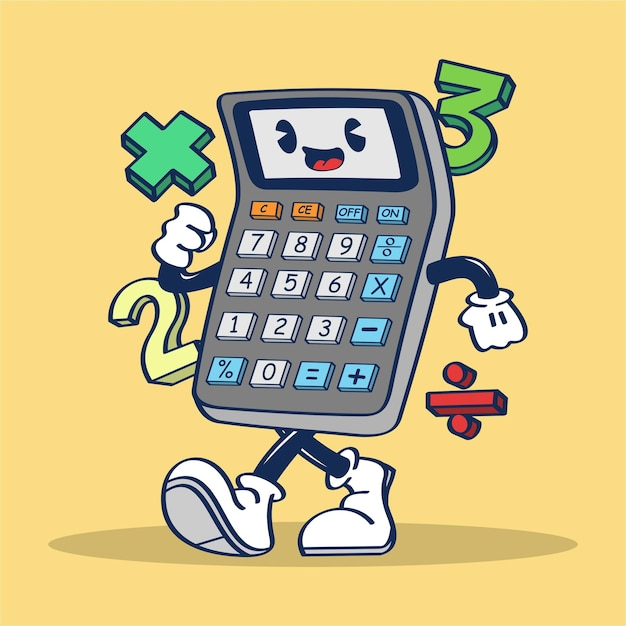 ×
3
C CE OFF ON
7 8 9 ÷
4 5 6 X
1 2 3 −
% 0 = +
2
÷